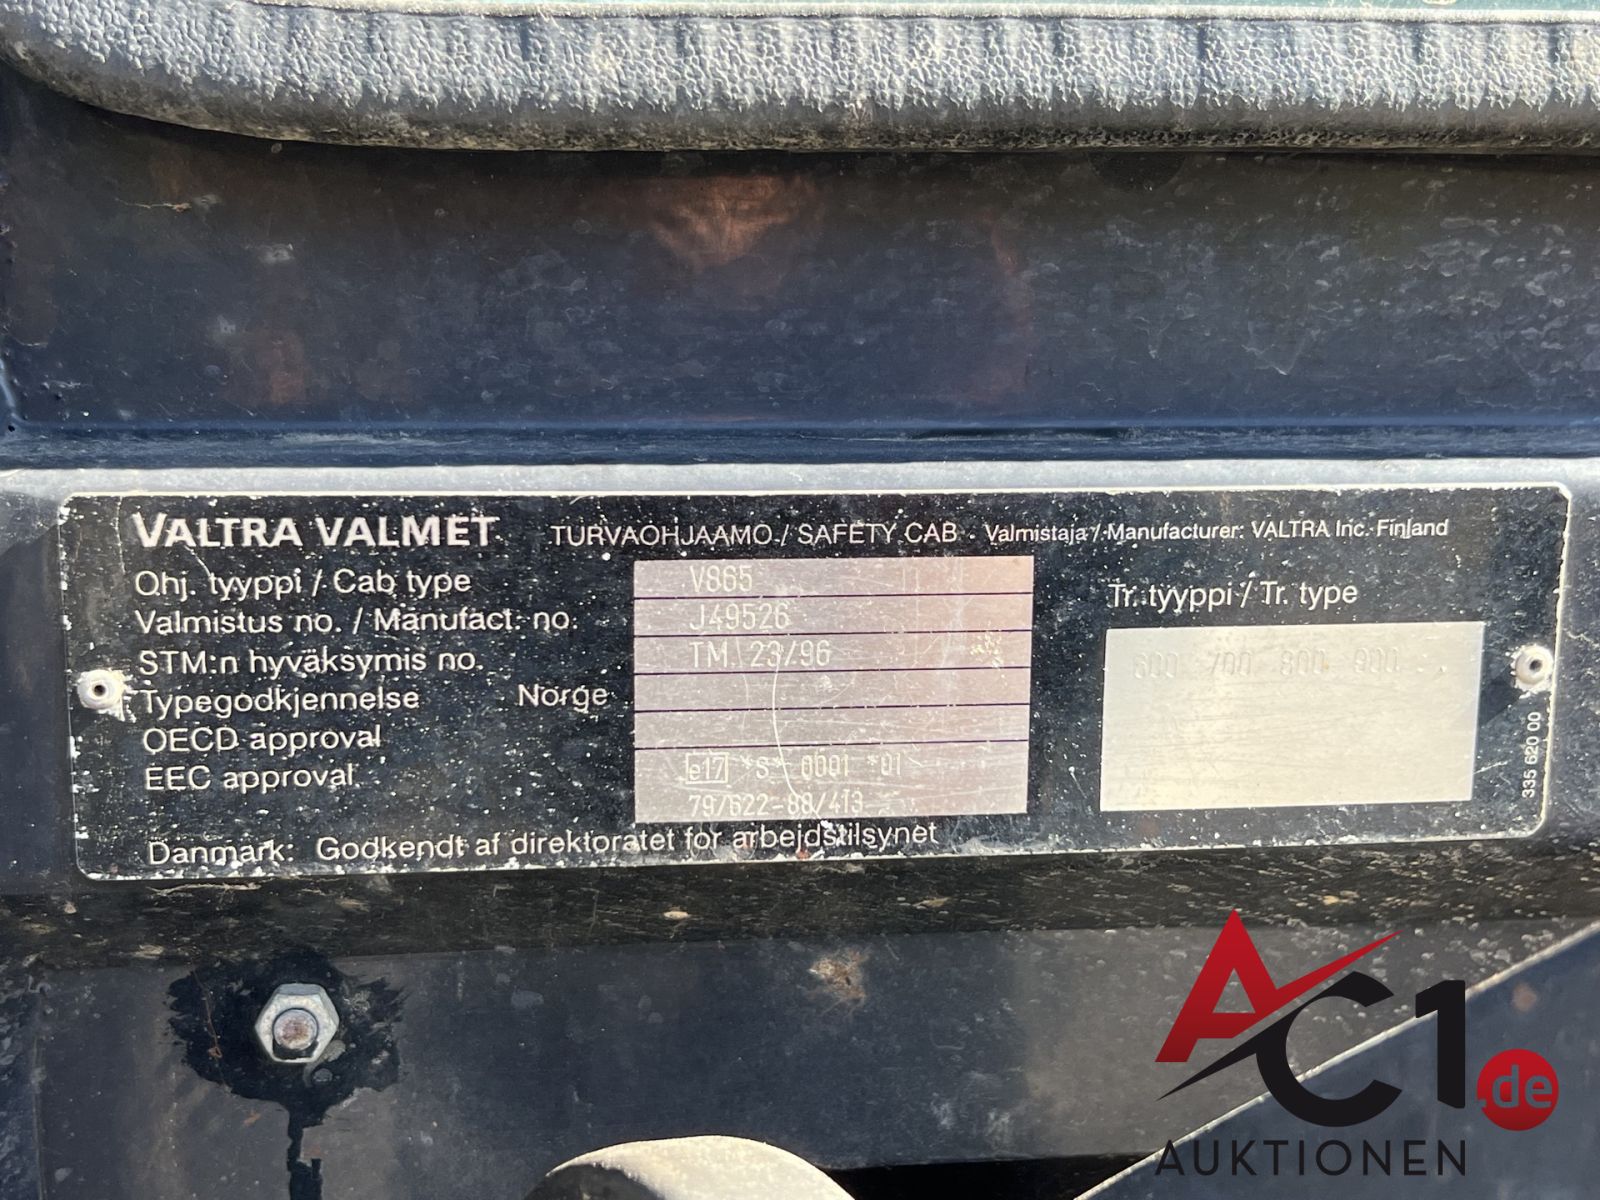 VALTRA VALMET TURVAOHJAAMO / SAFETY CAB - Valmistaja / Manufacturer: VALTRA Inc. Finland
Ohj. tyyppi / Cab type V865
Valmistus no. / Manufact. no. J49526
STM:n hyväksymis no. TM 23/96
Typegodkjennelse Norge
OECD approval
EEC approval e17 *S* 0001 *01
79/622-88/413
Danmark: Godkendt af direktoratet for arbejdstilsynet
Tr. tyyppi / Tr. type
600 700 800 900
335 620 00
AC1.de
AUKTIONEN